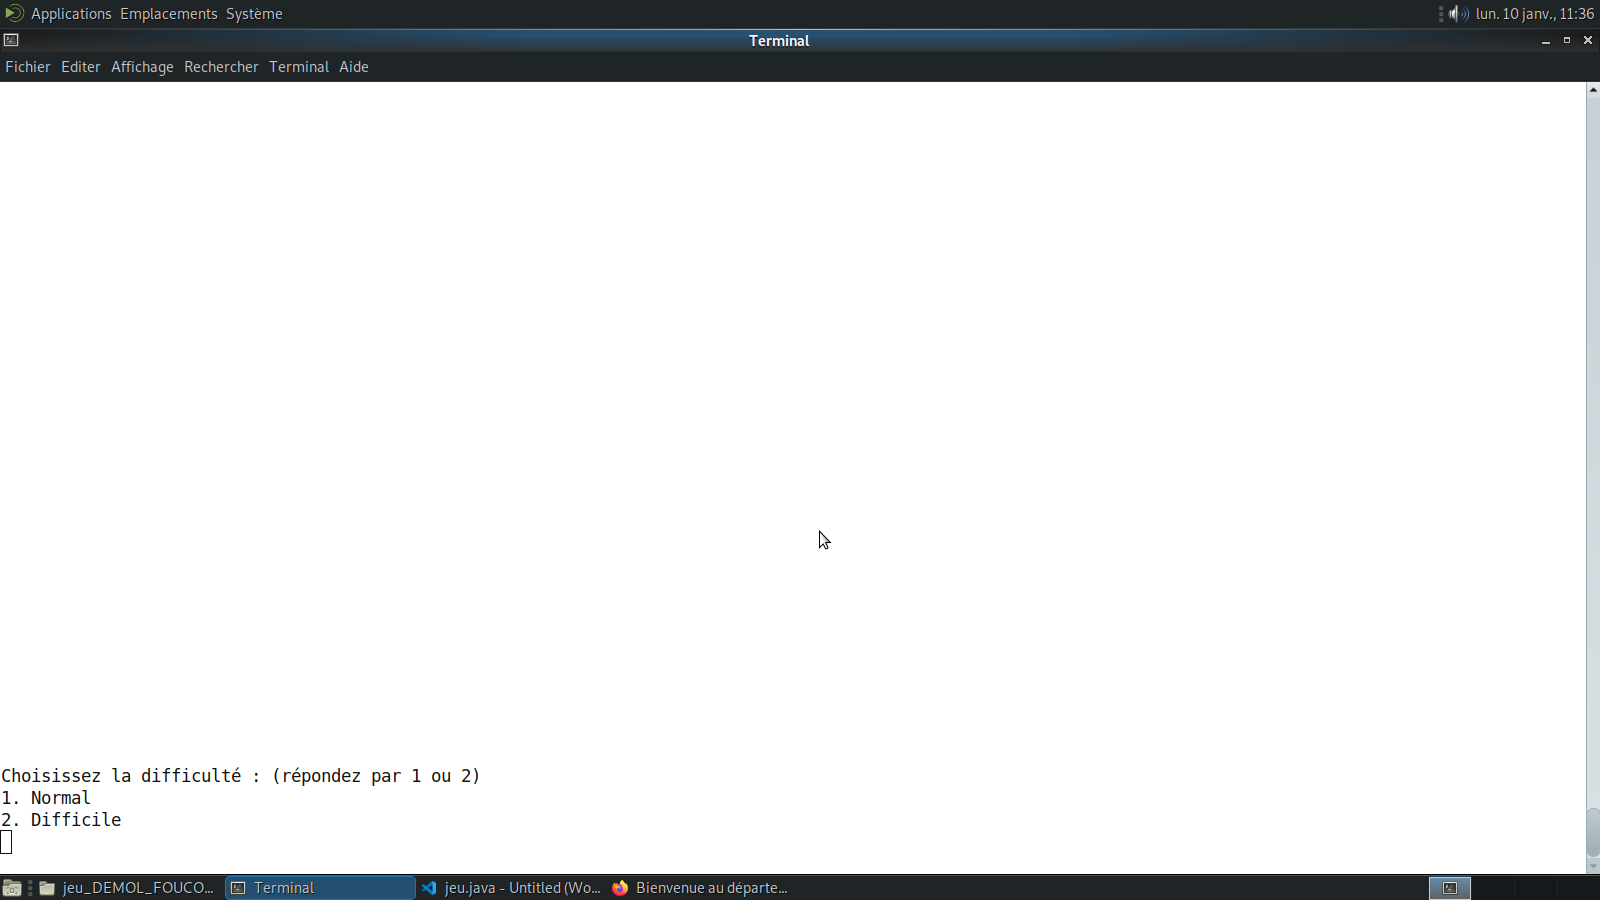 Applications Emplacements Système lun. 10 janv., 11:36
Terminal
Fichier Editer Affichage Rechercher Terminal Aide
Choisissez la difficulté : (répondez par 1 ou 2)
1. Normal
2. Difficile
jeu_DEMOL_FOUCO... Terminal jeu.java - Untitled (Wo... Bienvenue au départe...